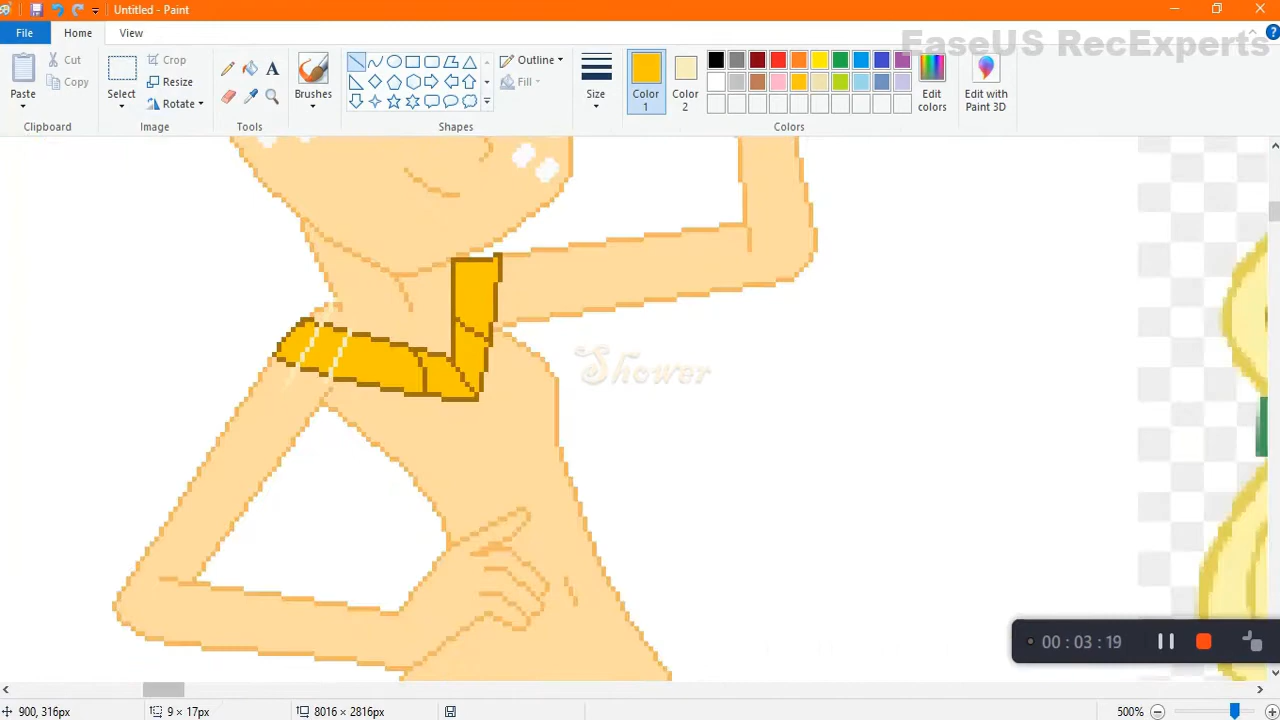 Untitled - Paint
File
Home
View
EaseUS RecExperts
Paste
Cut
Copy
Select
Crop
Resize
Rotate
A
Brushes
Outline
Fill
Size
Color 1
Color 2
Edit colors
Edit with Paint 3D
Clipboard
Image
Tools
Shapes
Colors
Shower
00 : 03 : 19
900, 316px
9 × 17px
8016 × 2816px
500%